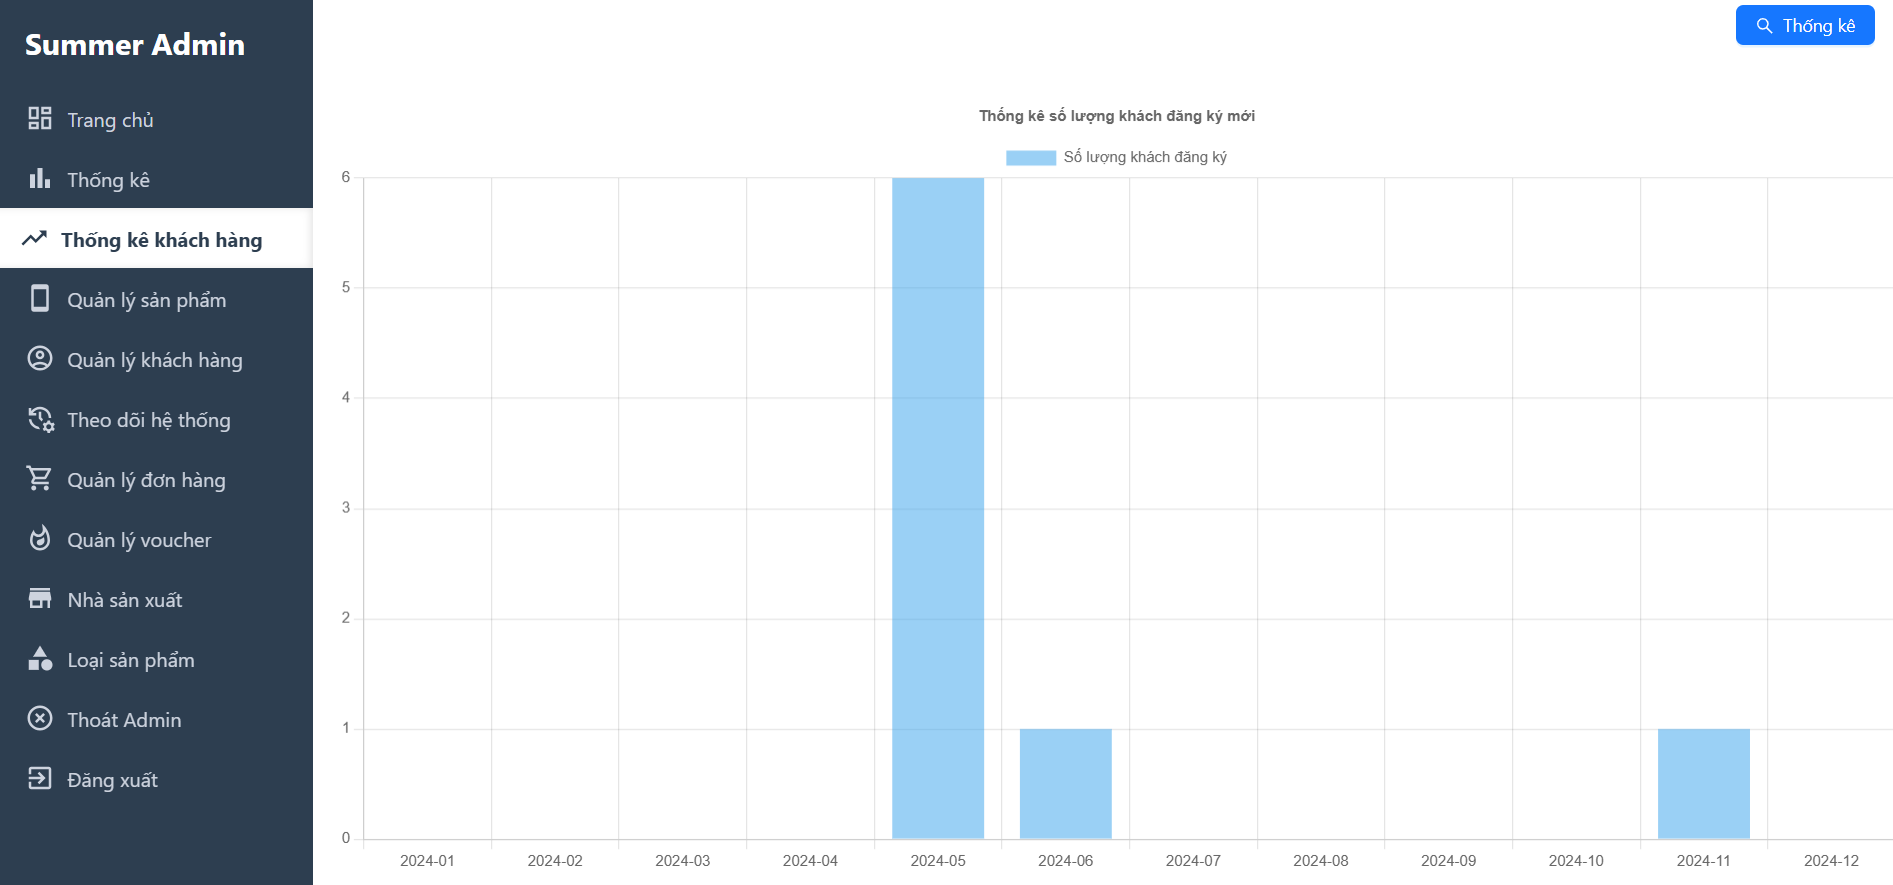 Summer Admin
Trang chủ
Thống kê
Thống kê khách hàng
Quản lý sản phẩm
Quản lý khách hàng
Theo dõi hệ thống
Quản lý đơn hàng
Quản lý voucher
Nhà sản xuất
Loại sản phẩm
Thoát Admin
Đăng xuất
Thống kê
Thống kê số lượng khách đăng ký mới
Số lượng khách đăng ký
6
5
4
3
2
1
0
2024-01 2024-02 2024-03 2024-04 2024-05 2024-06 2024-07 2024-08 2024-09 2024-10 2024-11 2024-12